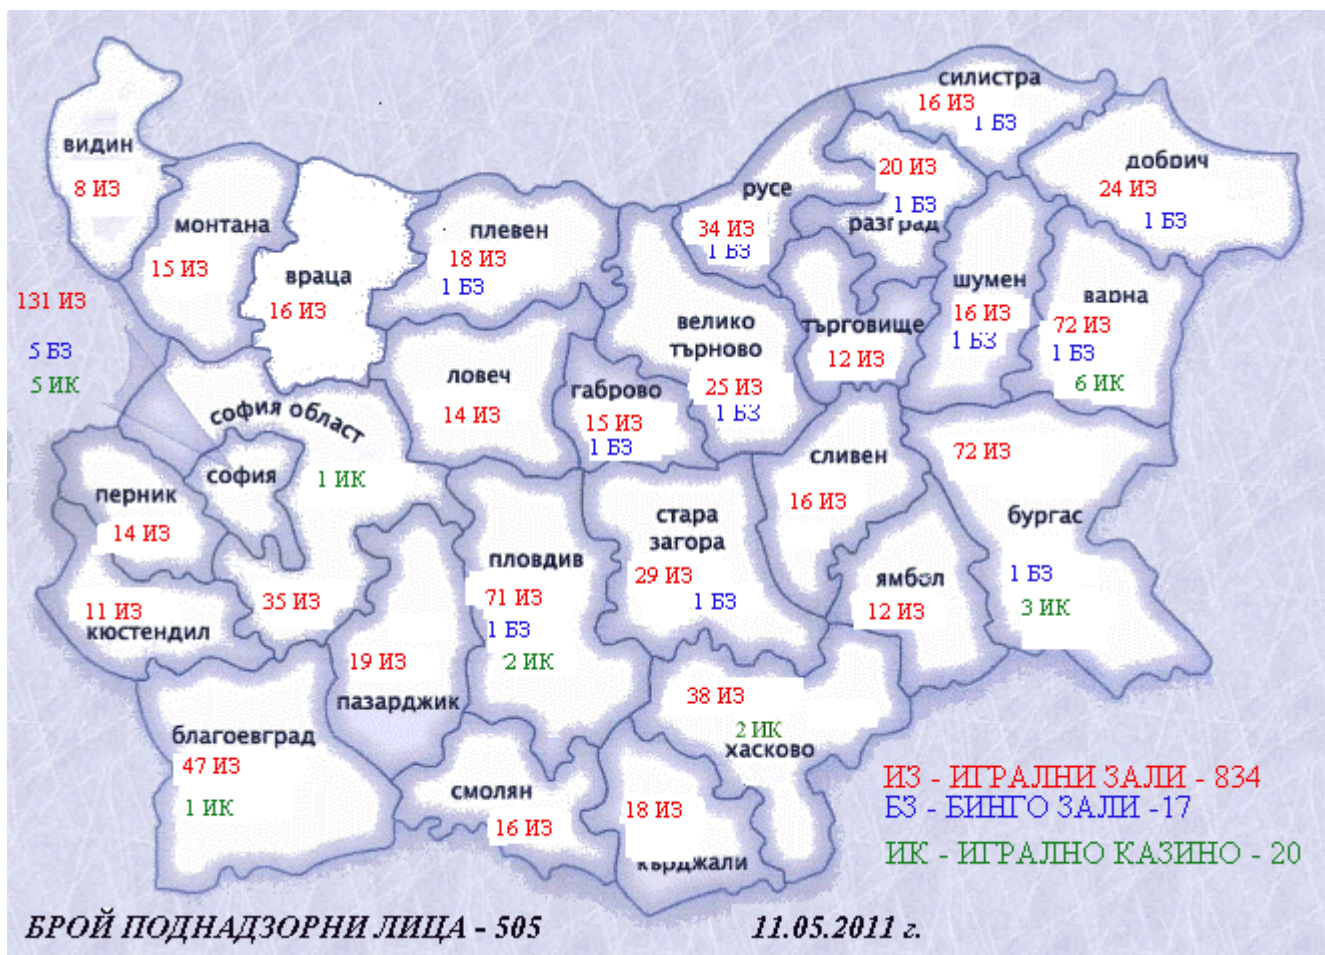 ВИДИН
8 ИЗ
МОНТАНА
15 ИЗ
ВРАЦА
16 ИЗ
ПЛЕВЕН
18 ИЗ
1 БЗ
ВЕЛИКО
ТЪРНОВО
25 ИЗ
1 БЗ
РУСЕ
34 ИЗ
1 БЗ
СИЛИСТРА
16 ИЗ
1 БЗ
20 ИЗ
1 БЗ
РАЗГРАД
ДОБРИЧ
24 ИЗ
1 БЗ
ШУМЕН
16 ИЗ
1 БЗ
ВАРНА
72 ИЗ
1 БЗ
6 ИК
ТЪРГОВИЩЕ
12 ИЗ
131 ИЗ
5 БЗ
5 ИК
ЛОВЕЧ
14 ИЗ
ГАБРОВО
15 ИЗ
1 БЗ
СОФИЯ ОБЛАСТ
1 ИК
35 ИЗ
СОФИЯ
ПЕРНИК
14 ИЗ
11 ИЗ
КЮСТЕНДИЛ
ПЛОВДИВ
71 ИЗ
1 БЗ
2 ИК
СТАРА
ЗАГОРА
29 ИЗ
1 БЗ
СЛИВЕН
16 ИЗ
72 ИЗ
БУРГАС
1 БЗ
3 ИК
ЯМБОЛ
12 ИЗ
19 ИЗ
ПАЗАРДЖИК
БЛАГОЕВГРАД
47 ИЗ
1 ИК
СМОЛЯН
16 ИЗ
38 ИЗ
2 ИК
ХАСКОВО
18 ИЗ
КЪРДЖАЛИ
ИЗ - ИГРАЛНИ ЗАЛИ - 834
БЗ - БИНГО ЗАЛИ -17
ИК - ИГРАЛНО КАЗИНО - 20
БРОЙ ПОДНАДЗОРНИ ЛИЦА - 505
11.05.2011 г.